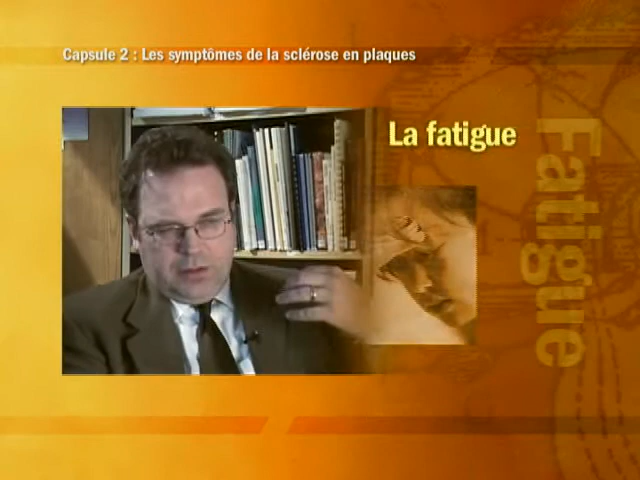 Capsule 2 : Les symptômes de la sclérose en plaques
La fatigue
Fatigue